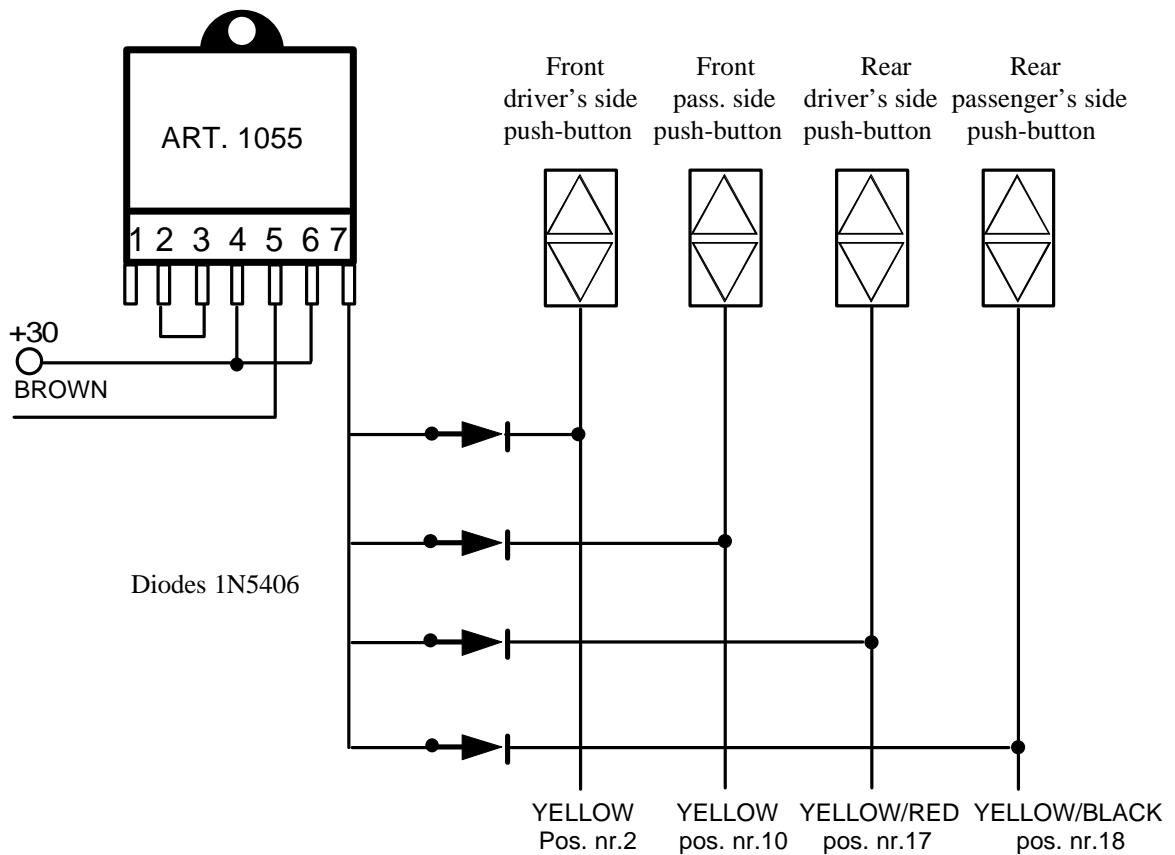 Front
driver's side
push-button
Front
pass. side
push-button
Rear
driver's side
push-button
Rear
passenger's side
push-button
ART. 1055
1 2 3 4 5 6 7
+30
BROWN
Diodes 1N5406
YELLOW
Pos. nr.2
YELLOW
pos. nr.10
YELLOW/RED
pos. nr.17
YELLOW/BLACK
pos. nr.18